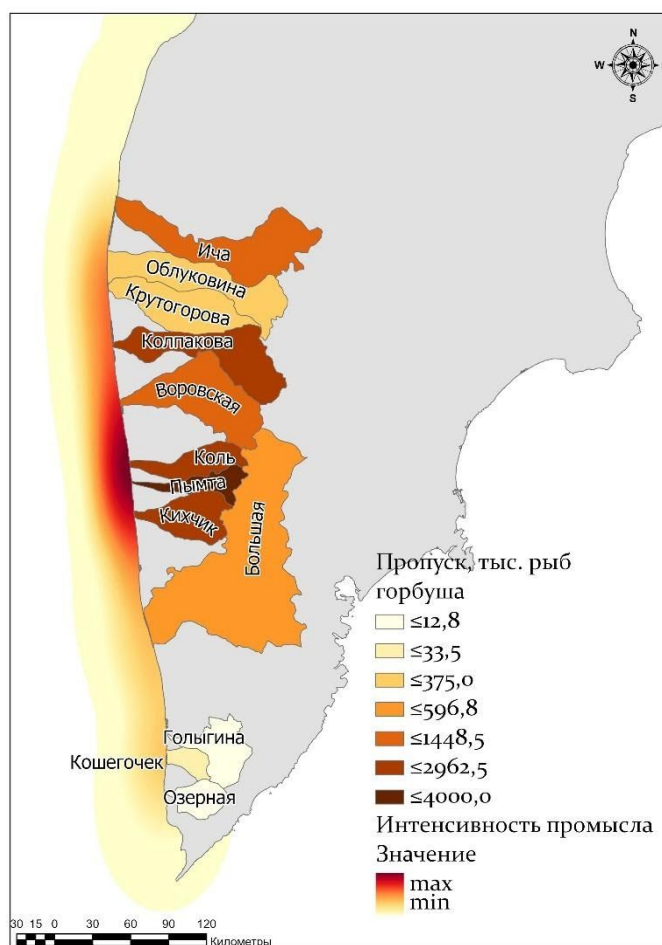 N
W E
S
Ича
Облуковина
Крутогорова
Колпакова
Воровская
Коль
Пымта
Кихчик
Большая
Голыгина
Кошегочек
Озерная
Пропуск, тыс. рыб
горбуша
≤12,8
≤33,5
≤375,0
≤596,8
≤1448,5
≤2962,5
≤4000,0
Интенсивность промысла
Значение
max
min
30 15 0 30 60 90 120
Километры